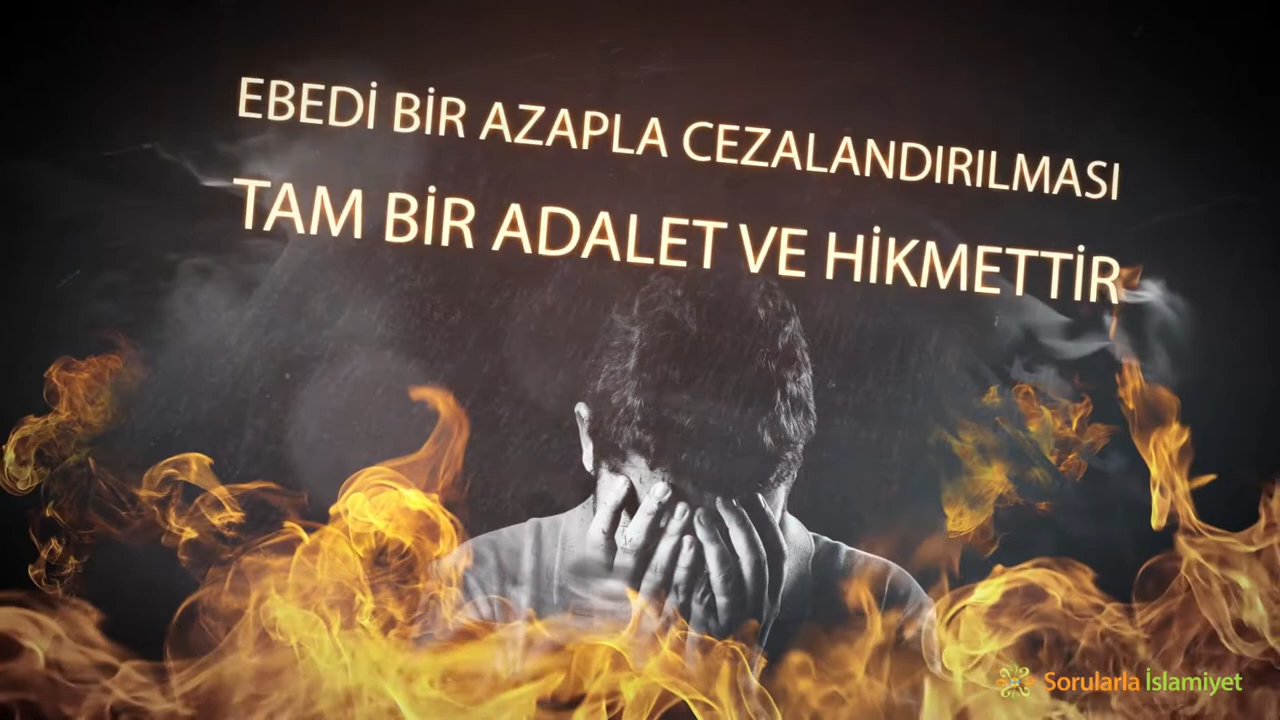 EBEDİ BİR AZAPLA CEZALANDIRILMASI
TAM BİR ADALET VE HİKMETTİR
Sorularla İslamiyet